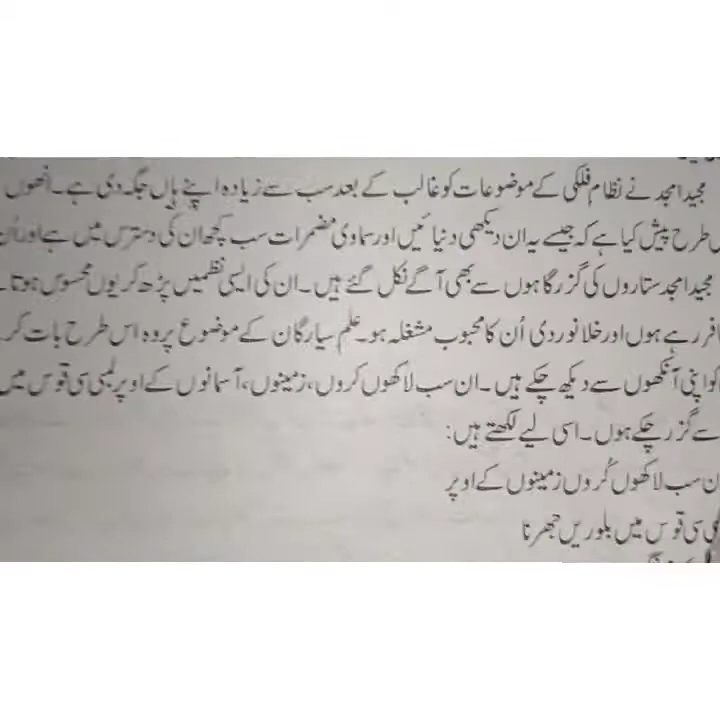 مجید امجد نے نظام فلکی کے موضوعات کو غالب کے بعد سب سے زیادہ اپنے ہاں جگہ دی ہے۔ انھوں
طرح پیش کیا ہے کہ جیسے یہ ان دیکھی دنیائیں اور سماوی مضمرات سب کچھ ان کی دسترس میں ہے اور
مجید امجد ستاروں کی گزرگاہوں سے بھی آگے نکل گئے ہیں۔ ان کی ایسی نظمیں پڑھ کر یوں محسوس ہوتا
رہے ہوں اور خلا نوردی اُن کا محبوب مشغلہ ہو۔ علم سیارگان کے موضوع پر وہ اس طرح بات کر
کو اپنی آنکھوں سے دیکھ چکے ہیں۔ ان سب لاکھوں کروں، زمینوں، آسمانوں کے اوپر لمبی سی قوس میں
سے گزر چکے ہوں۔ اسی لیے لکھتے ہیں:
سب لاکھوں کُروں زمینوں کے اوپر
سی قوس میں بلوریں جھرنا